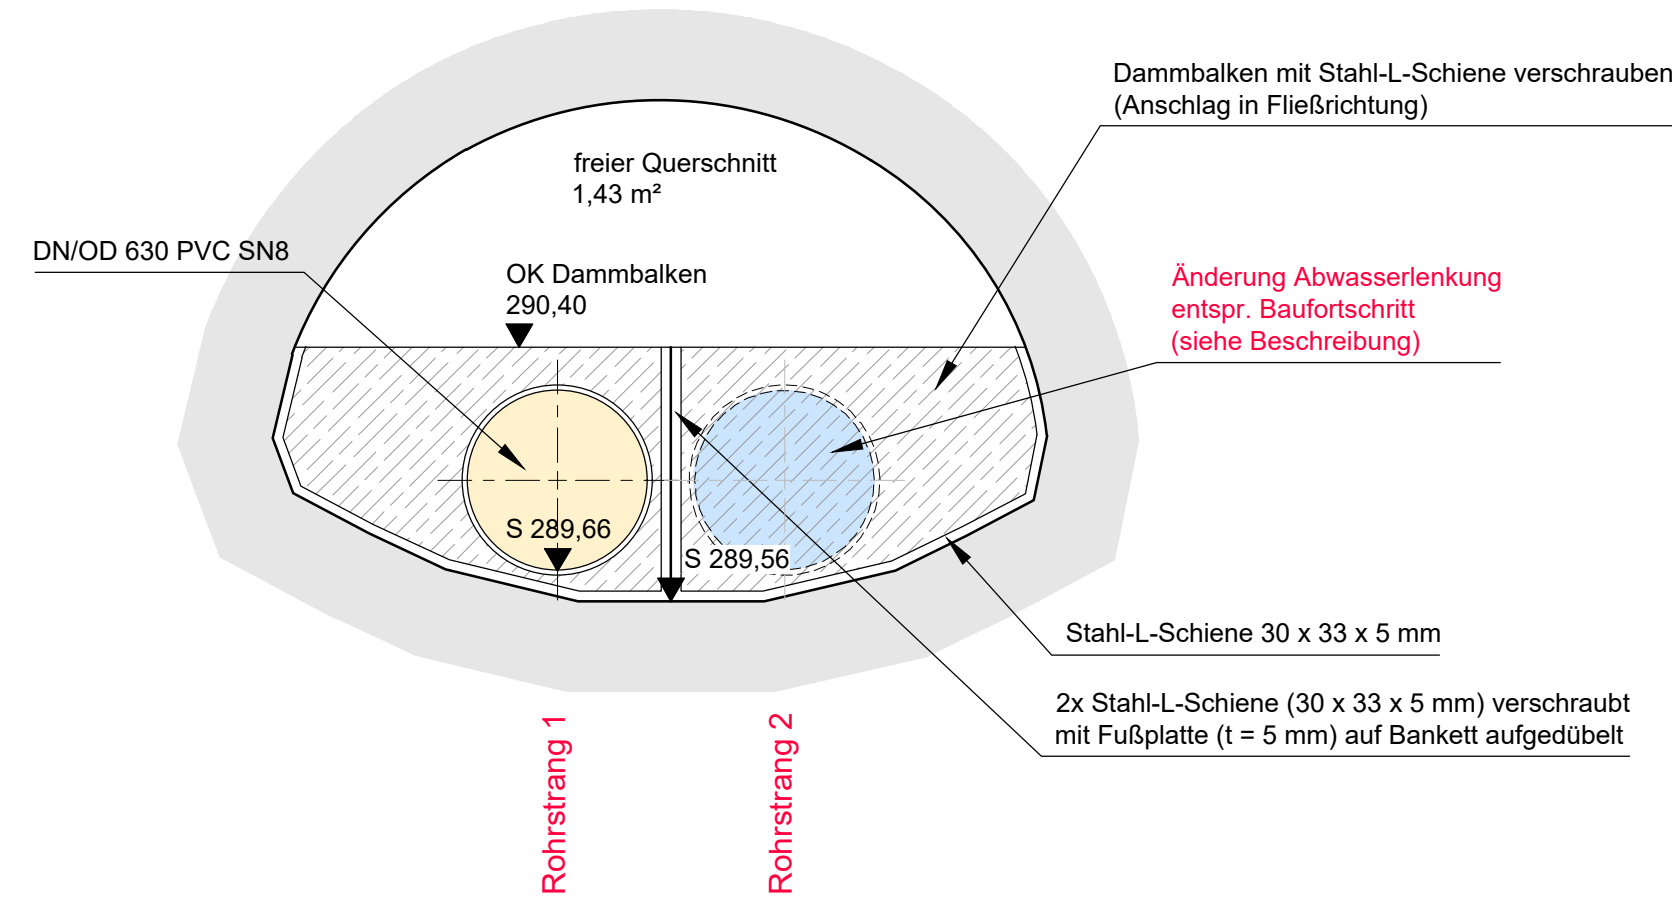 Dammbalken mit Stahl-L-Schiene verschrauben
(Anschlag in Fließrichtung)
freier Querschnitt
1,43 m²
DN/OD 630 PVC SN8
OK Dammbalken
290,40
Änderung Abwasserlenkung
entspr. Baufortschritt
(siehe Beschreibung)
S 289,66
S 289,56
Stahl-L-Schiene 30 x 33 x 5 mm
2x Stahl-L-Schiene (30 x 33 x 5 mm) verschraubt
mit Fußplatte (t = 5 mm) auf Bankett aufgedübelt
Rohrstrang 1
Rohrstrang 2